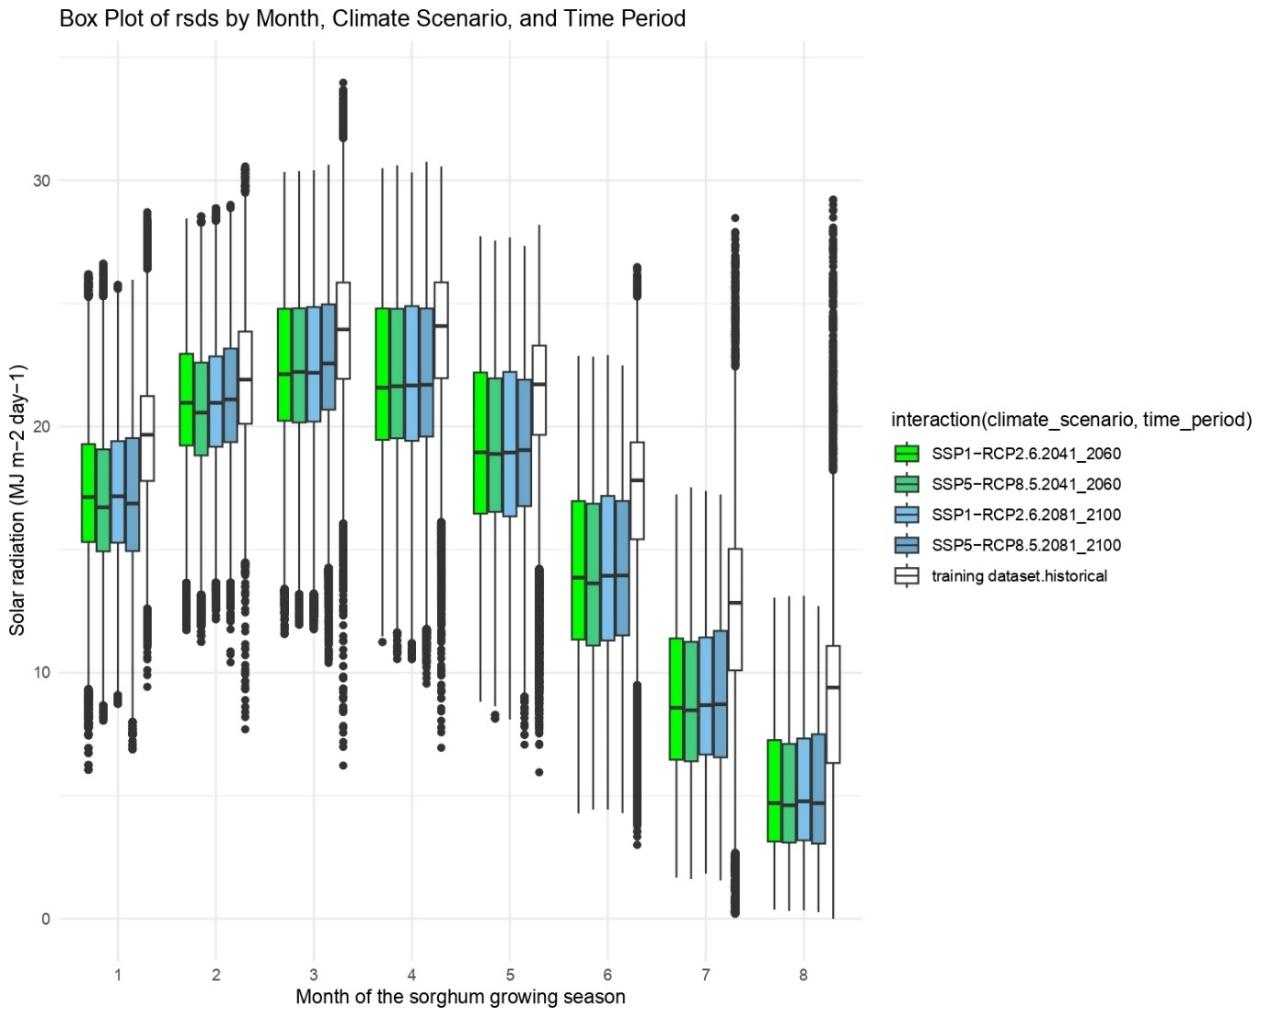 Box Plot of rsds by Month, Climate Scenario, and Time Period
Solar radiation (MJ m−2 day−1)
30
20
10
0
1 2 3 4 5 6 7 8
Month of the sorghum growing season
interaction(climate_scenario, time_period)
SSP1−RCP2.6.2041_2060
SSP5−RCP8.5.2041_2060
SSP1−RCP2.6.2081_2100
SSP5−RCP8.5.2081_2100
training dataset.historical